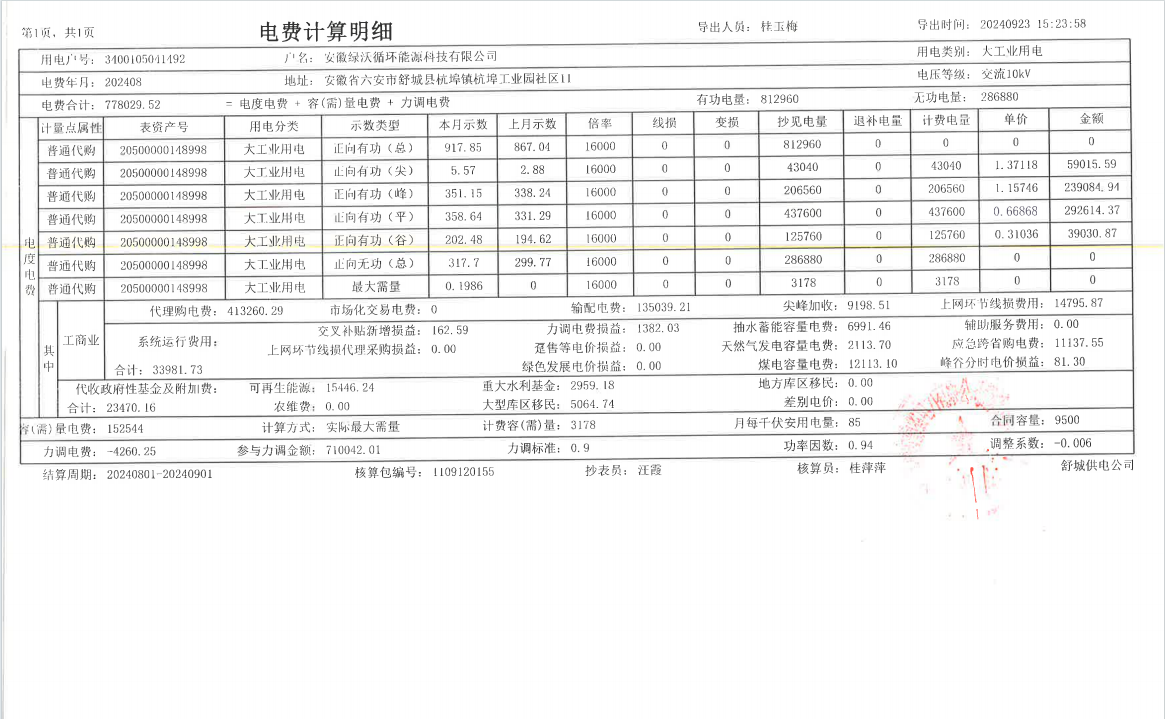 第1页、共1页 电费计算明细 导出人员: 桂玉梅 导出时间: 20240923 15:23:58
用电户号: 3400105041492 户名: 安徽绿沃循环能源科技有限公司 用电类别: 大工业用电
电费年月: 202408 地址: 安徽省六安市舒城县杭埠镇杭埠工业园社区11 电压等级: 交流10kV
电费合计: 778029.52 = 电度电费 + 容(需)量电费 + 力调电费 有功电量: 812960 无功电量: 286880
计量点属性 表资产号 用电分类 示数类型 本月示数 上月示数 倍率 线损 变损 抄见电量 退补电量 计费电量 单价 金额
普通代购 20500000148998 大工业用电 正向有功（总） 917.85 867.04 16000 0 0 812960 0 0 0 0
普通代购 20500000148998 大工业用电 正向有功（尖） 5.57 2.88 16000 0 0 43040 0 43040 1.37118 59015.59
普通代购 20500000148998 大工业用电 正向有功（峰） 351.15 338.24 16000 0 0 206560 0 206560 1.15746 239084.94
普通代购 20500000148998 大工业用电 正向有功（平） 358.64 331.29 16000 0 0 437600 0 437600 0.66868 292614.37
普通代购 20500000148998 大工业用电 正向有功（谷） 202.48 194.62 16000 0 0 125760 0 125760 0.31036 39030.87
普通代购 20500000148998 大工业用电 正向无功（总） 317.7 299.77 16000 0 0 286880 0 286880 0 0
普通代购 20500000148998 大工业用电 最大需量 0.1986 0 16000 0 0 3178 0 3178 0 0
电度电费
其中
工商业
代理购电费: 413260.29 市场化交易电费: 0 输配电费: 135039.21 尖峰加收: 9198.51 上网环节线损费用: 14795.87
系统运行费用: 交叉补贴新增损益: 162.59 力调电费损益: 1382.03 抽水蓄能容量电费: 6991.46 辅助服务费用: 0.00
上网环节线损代理采购损益: 0.00 趸售等电价损益: 0.00 天然气发电容量电费: 2113.70 应急跨省购电费: 11137.55
合计: 33981.73 绿色发展电价损益: 0.00 煤电容量电费: 12113.10 峰谷分时电价损益: 81.30
代收政府性基金及附加费: 可再生能源: 15446.24 重大水利基金: 2959.18 地方库区移民: 0.00
合计: 23470.16 农维费: 0.00 大型库区移民: 5064.74 差别电价: 0.00
容(需)量电费: 152544 计算方式: 实际最大需量 计费容(需)量: 3178 月每千伏安用电量: 85 合同容量: 9500
力调电费: -4260.25 参与力调金额: 710042.01 力调标准: 0.9 功率因数: 0.94 调整系数: -0.006
结算周期: 20240801-20240901 核算包编号: 1109120155 抄表员: 汪霞 核算员: 桂萍萍 舒城供电公司